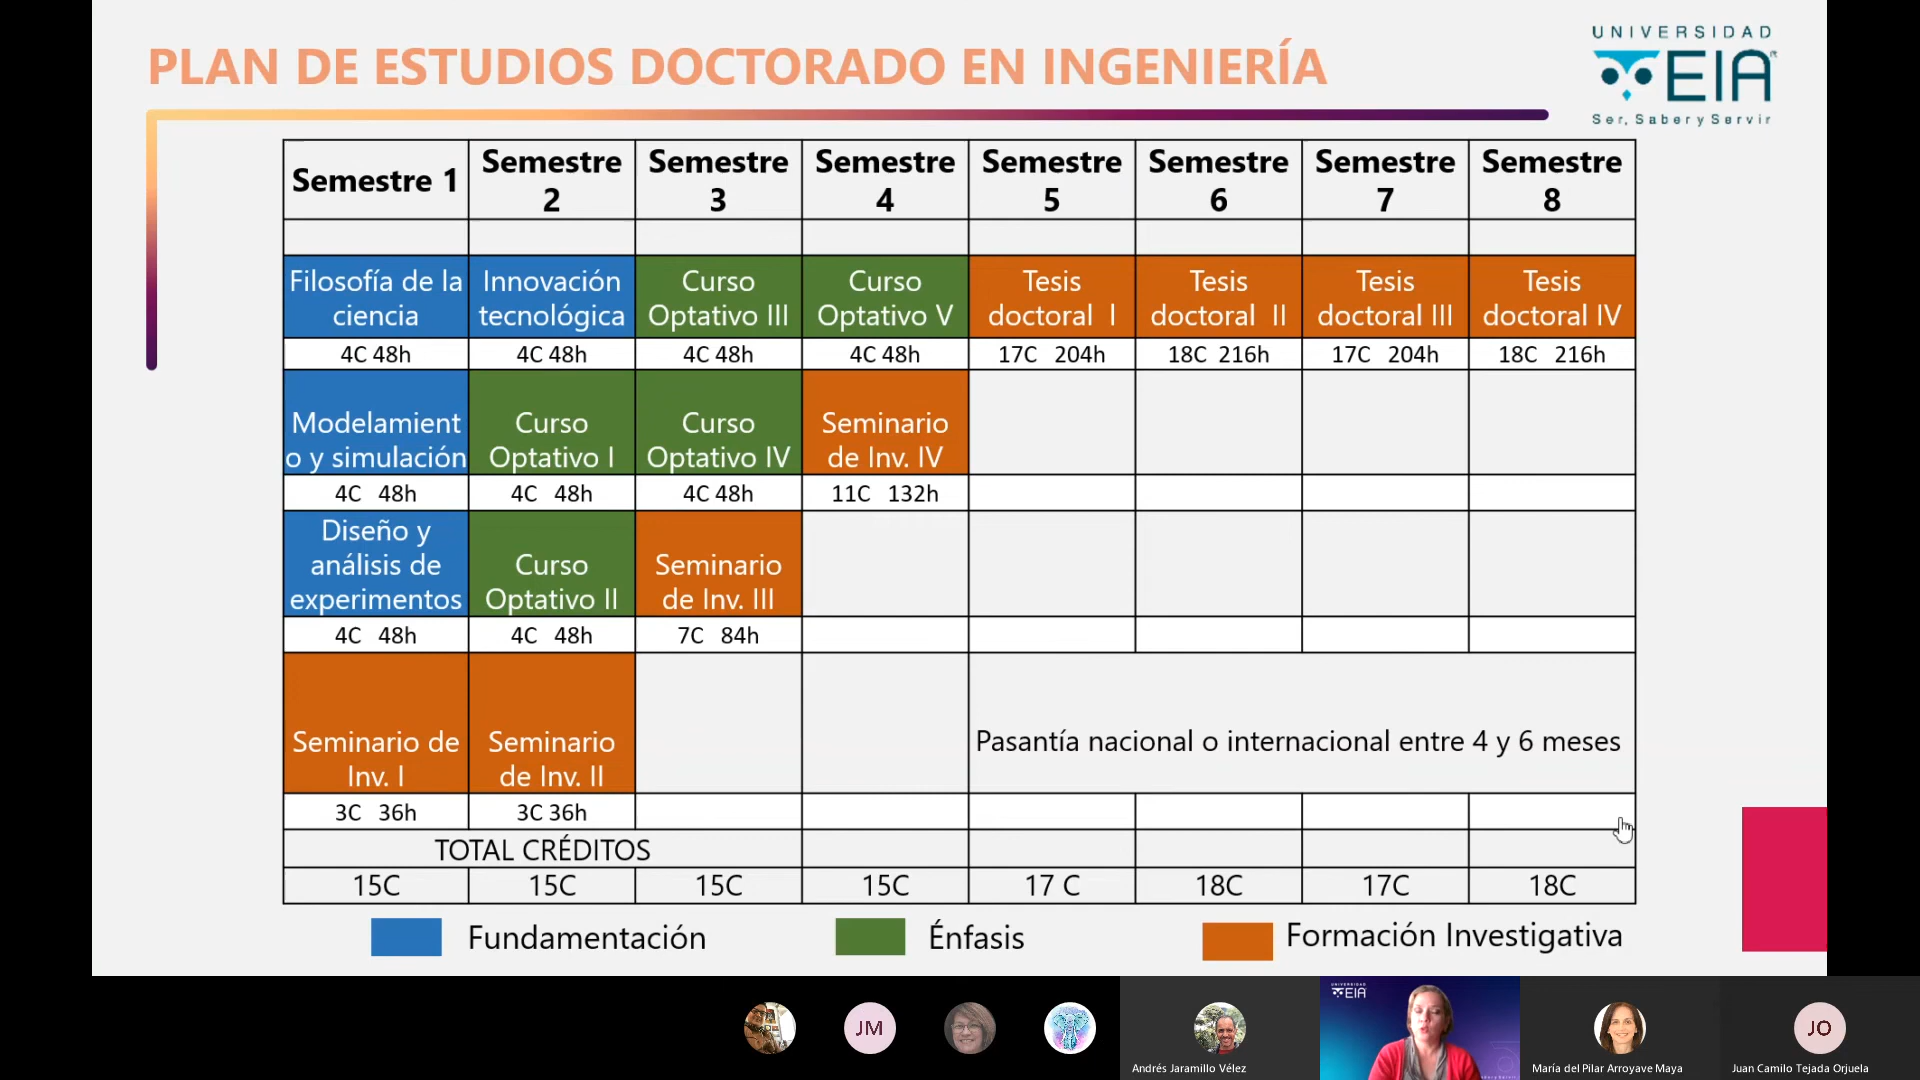 PLAN DE ESTUDIOS DOCTORADO EN INGENIERÍA
UNIVERSIDAD
EIA
Ser, Saber y Servir
Semestre 1
Semestre
2
Semestre
3
Semestre
4
Semestre
5
Semestre
6
Semestre
7
Semestre
8
Filosofía de la
ciencia
Innovación
tecnológica
Curso
Optativo III
Curso
Optativo V
Tesis
doctoral I
Tesis
doctoral II
Tesis
doctoral III
Tesis
doctoral IV
4C 48h
4C 48h
4C 48h
4C 48h
17C 204h
18C 216h
17C 204h
18C 216h
Modelamient
o y simulación
Curso
Optativo I
Curso
Optativo IV
Seminario
de Inv. IV
4C 48h
4C 48h
4C 48h
11C 132h
Diseño y
análisis de
experimentos
Curso
Optativo II
Seminario
de Inv. III
4C 48h
4C 48h
7C 84h
Seminario de
Inv. I
Seminario
de Inv. II
Pasantía nacional o internacional entre 4 y 6 meses
3C 36h
3C 36h
TOTAL CRÉDITOS
15C
15C
15C
15C
17 C
18C
17C
18C
Fundamentación
Énfasis
Formación Investigativa
JM
Andrés Jaramillo Vélez
UNIVERSIDAD
EIA
María del Pilar Arroyave Maya
JO
Juan Camilo Tejada Orjuela